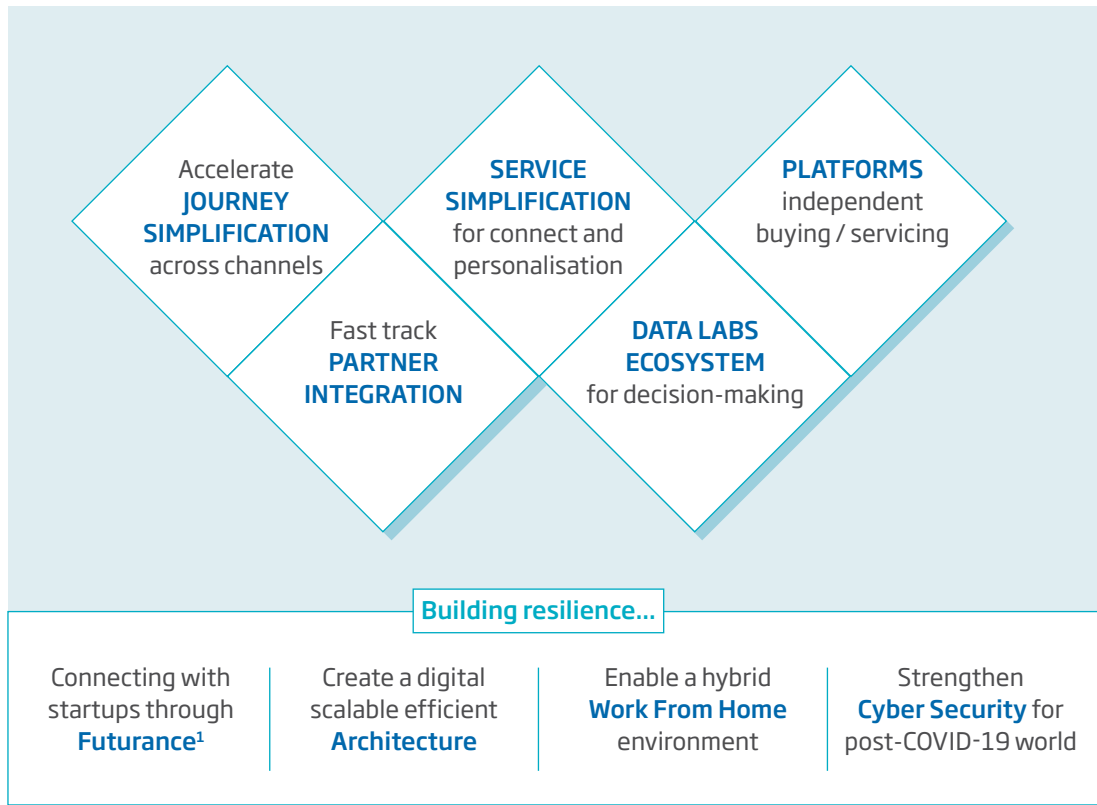 Accelerate
JOURNEY
SIMPLIFICATION
across channels
SERVICE
SIMPLIFICATION
for connect and
personalisation
PLATFORMS
independent
buying / servicing
Fast track
PARTNER
INTEGRATION
DATA LABS
ECOSYSTEM
for decision-making
Building resilience...
Connecting with
startups through
Futurance¹
Create a digital
scalable efficient
Architecture
Enable a hybrid
Work From Home
environment
Strengthen
Cyber Security for
post-COVID-19 world